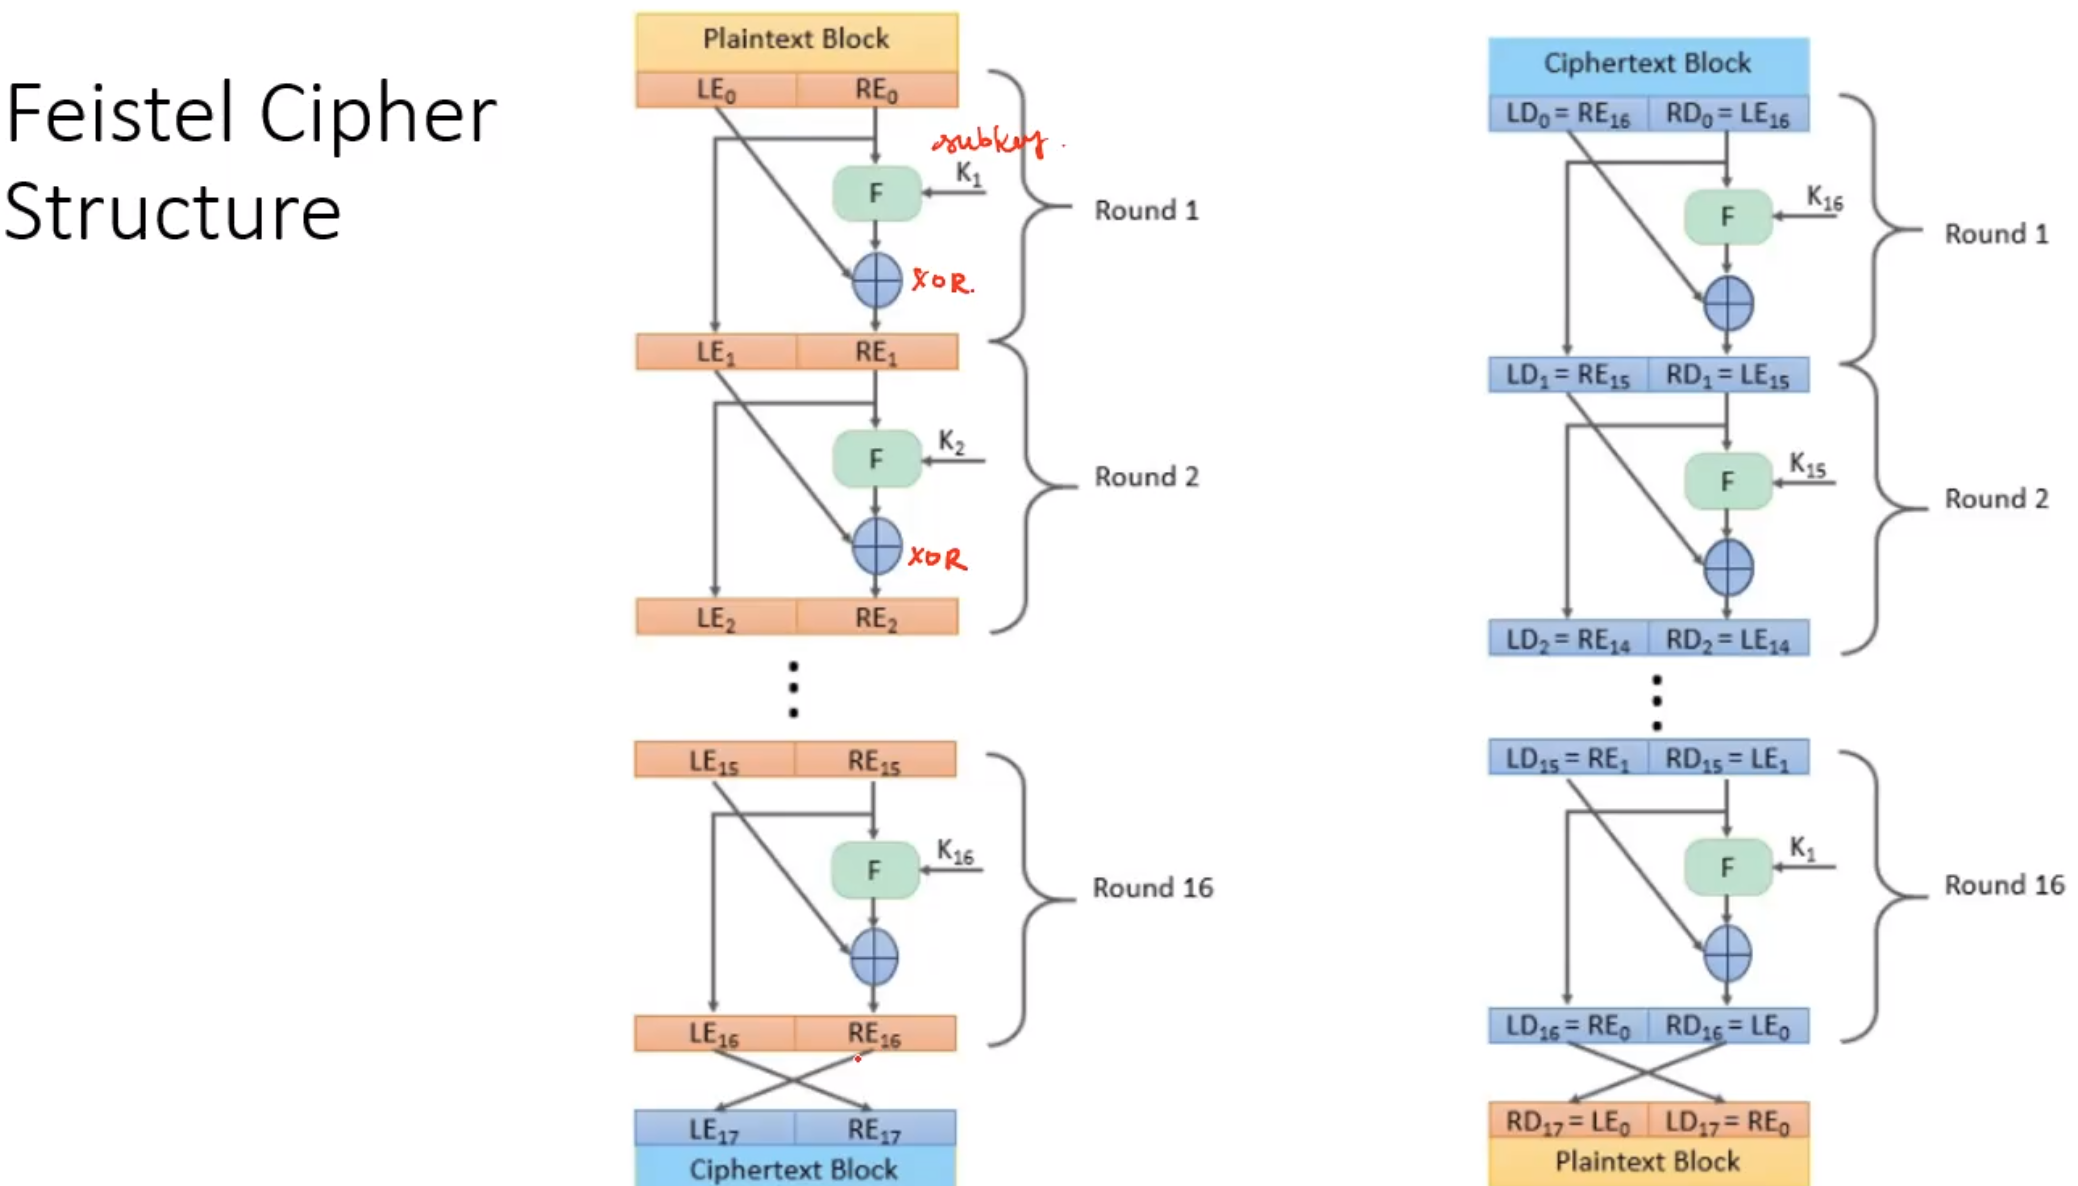 Feistel Cipher
Structure
Plaintext Block
LE₀ RE₀
subkey.
K₁
F
Round 1
XOR.
LE₁ RE₁
K₂
F
Round 2
XOR
LE₂ RE₂
LE₁₅ RE₁₅
K₁₆
F
Round 16
LE₁₆ RE₁₆
LE₁₇ RE₁₇
Ciphertext Block
Ciphertext Block
LD₀ = RE₁₆ RD₀ = LE₁₆
K₁₆
F
Round 1
LD₁ = RE₁₅ RD₁ = LE₁₅
K₁₅
F
Round 2
LD₂ = RE₁₄ RD₂ = LE₁₄
LD₁₅ = RE₁ RD₁₅ = LE₁
K₁
F
Round 16
LD₁₆ = RE₀ RD₁₆ = LE₀
RD₁₇ = LE₀ LD₁₇ = RE₀
Plaintext Block